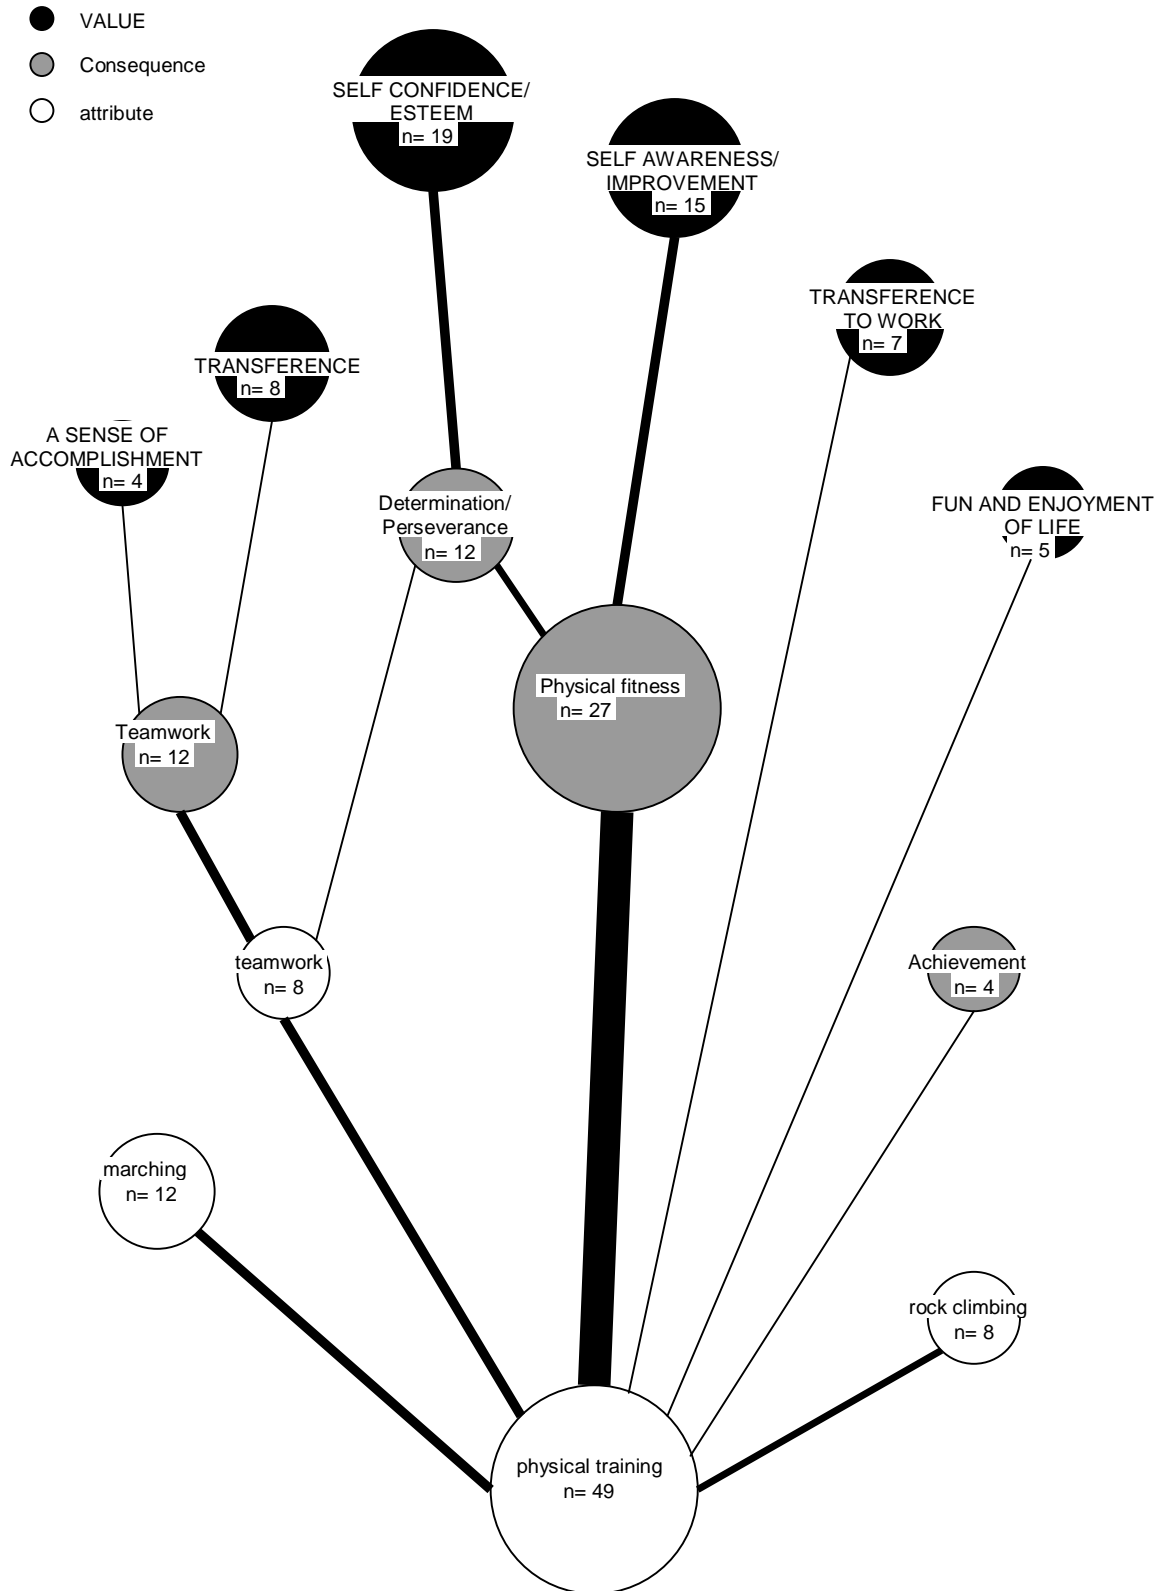 VALUE
Consequence
attribute
SELF CONFIDENCE/
ESTEEM
n= 19
SELF AWARENESS/
IMPROVEMENT
n= 15
TRANSFERENCE
TO WORK
n= 7
TRANSFERENCE
n= 8
A SENSE OF
ACCOMPLISHMENT
n= 4
Determination/
Perseverance
n= 12
FUN AND ENJOYMENT
OF LIFE
n= 5
Physical fitness
n= 27
Teamwork
n= 12
teamwork
n= 8
Achievement
n= 4
marching
n= 12
rock climbing
n= 8
physical training
n= 49